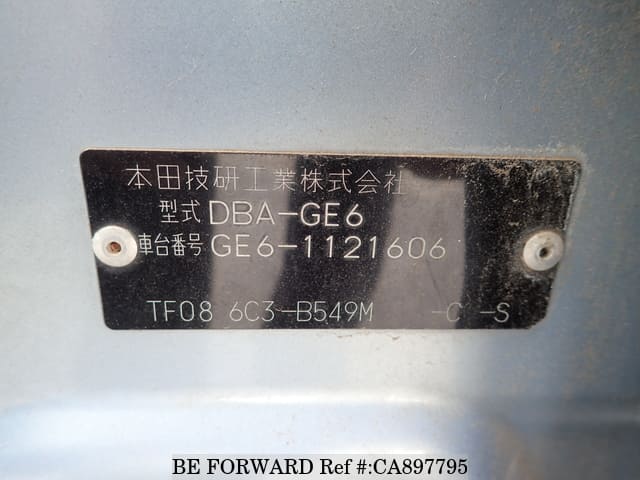 本田技研工業株式会社
型式 DBA-GE6
車台番号 GE6-1121606
TF08 6C3-B549M -C -S
BE FORWARD Ref #:CA897795